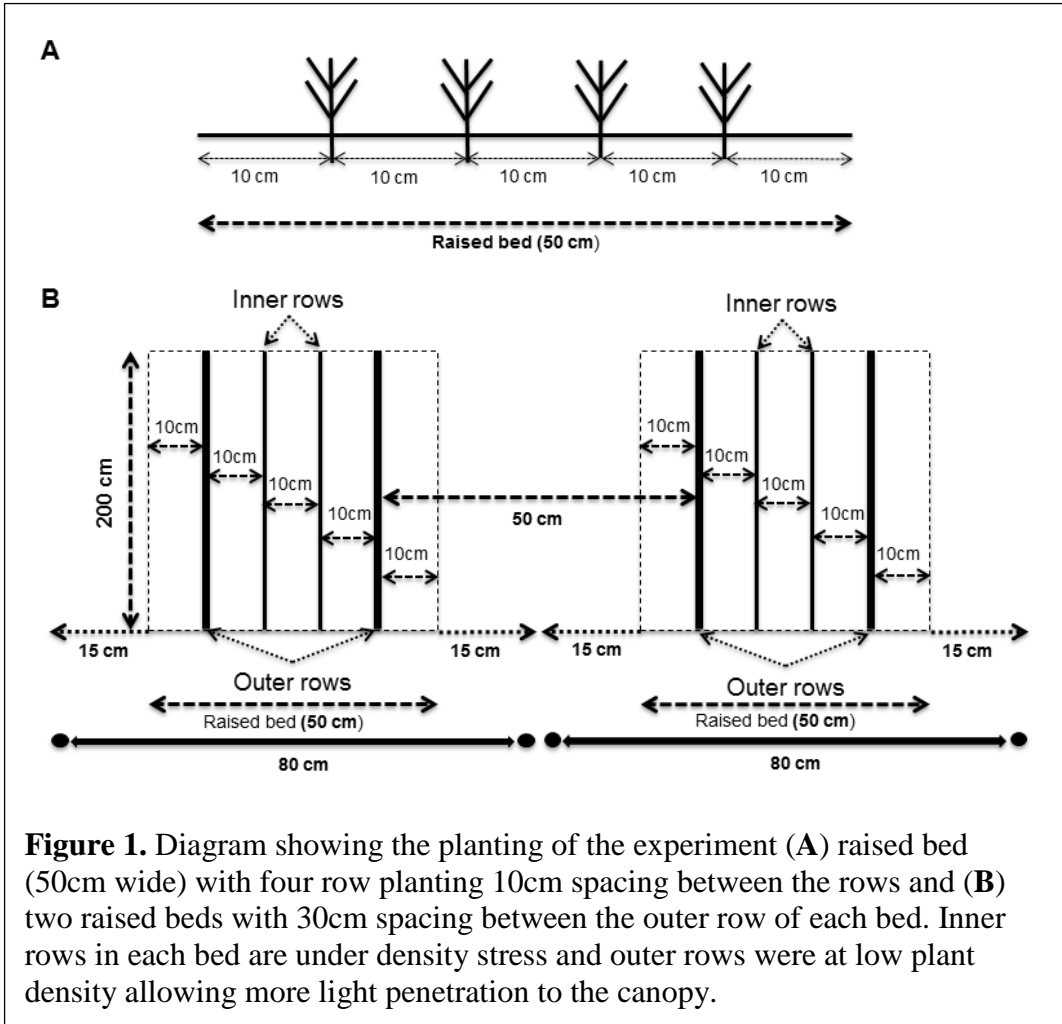 A
10 cm 10 cm 10 cm 10 cm 10 cm
Raised bed (50 cm)
B
Inner rows Inner rows
200 cm
10cm 10cm
10cm 10cm
10cm 10cm
10cm 50 cm 10cm
10cm 10cm
15 cm 15 cm 15 cm 15 cm
Outer rows Outer rows
Raised bed (50 cm) Raised bed (50 cm)
80 cm 80 cm
Figure 1. Diagram showing the planting of the experiment (A) raised bed
(50cm wide) with four row planting 10cm spacing between the rows and (B)
two raised beds with 30cm spacing between the outer row of each bed. Inner
rows in each bed are under density stress and outer rows were at low plant
density allowing more light penetration to the canopy.